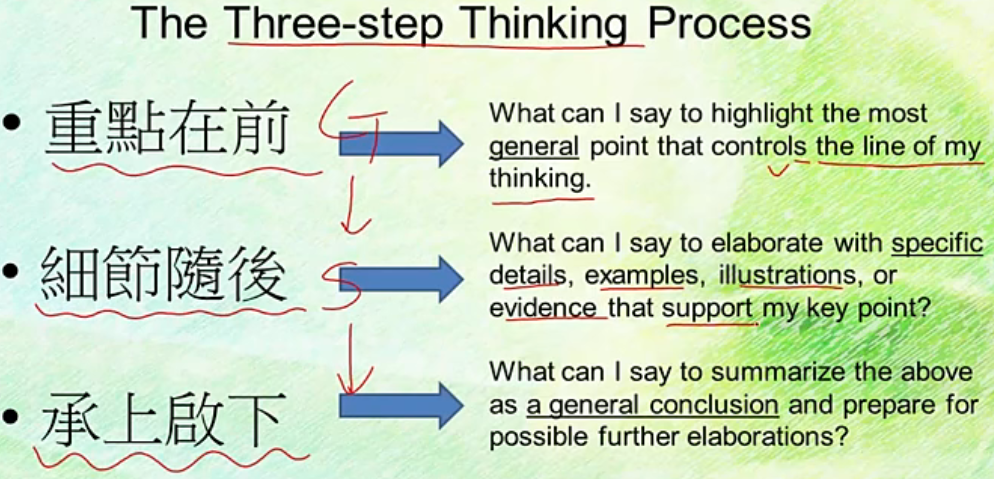 The Three-step Thinking Process
• 重點在前
G
What can I say to highlight the most
general point that controls the line of my
thinking.
• 細節隨後
S
What can I say to elaborate with specific
details, examples, illustrations, or
evidence that support my key point?
• 承上啟下
What can I say to summarize the above
as a general conclusion and prepare for
possible further elaborations?